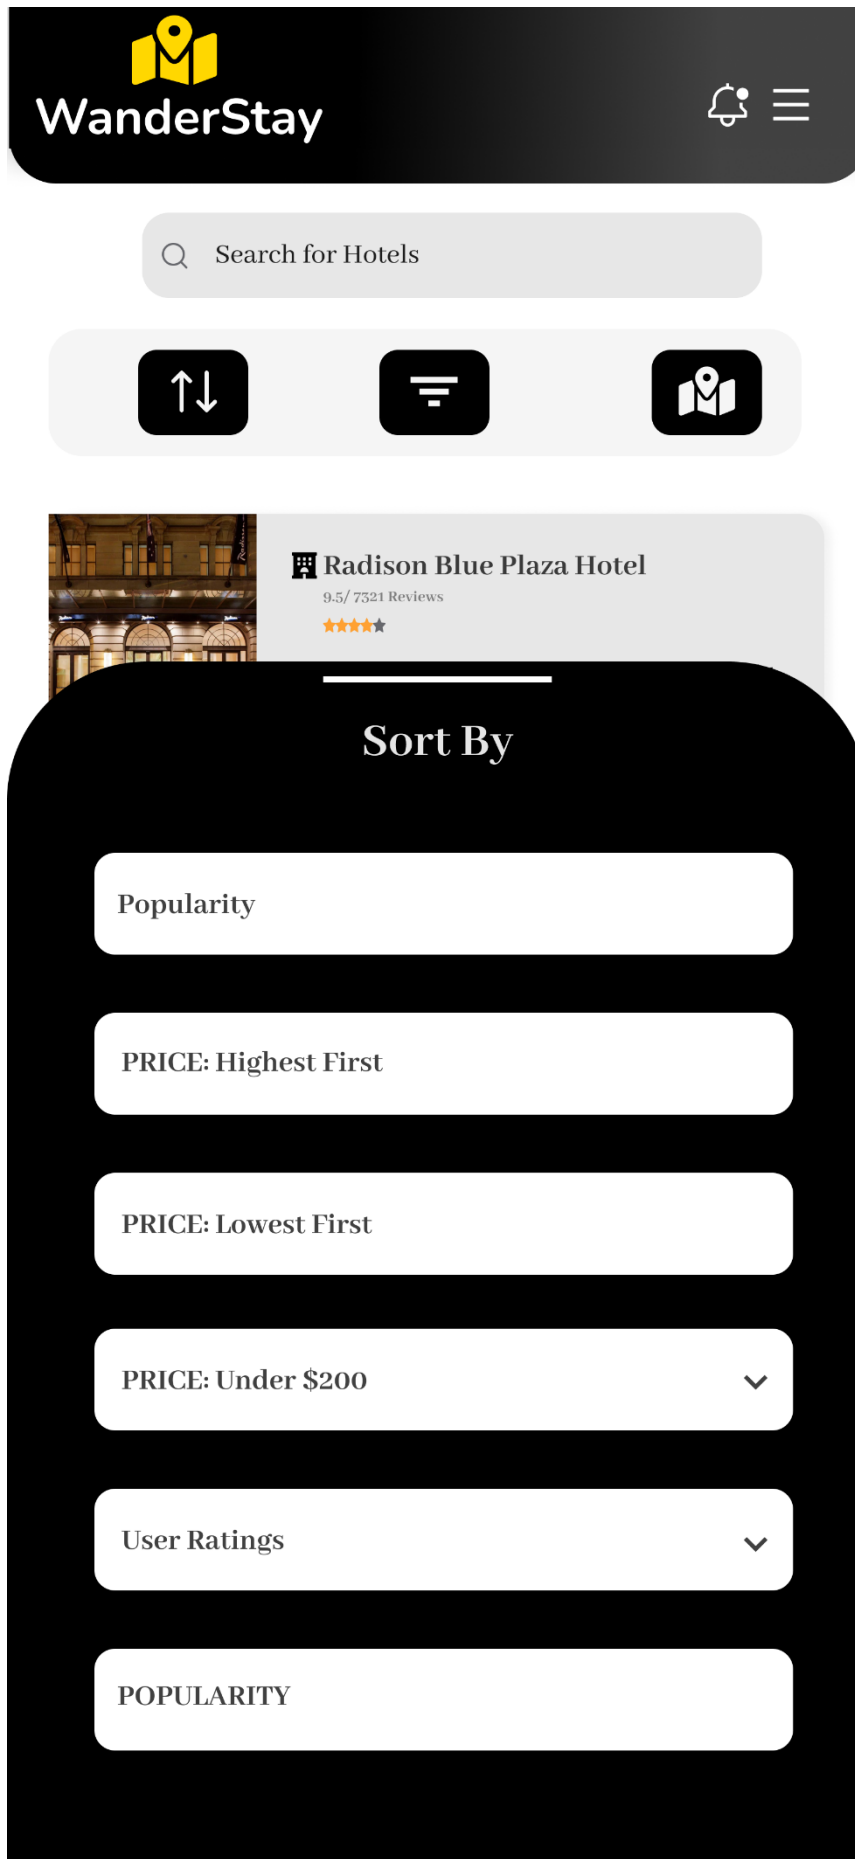 WanderStay
Search for Hotels
Radison Blue Plaza Hotel
9.5/ 7321 Reviews
Sort By
Popularity
PRICE: Highest First
PRICE: Lowest First
PRICE: Under $200
User Ratings
POPULARITY